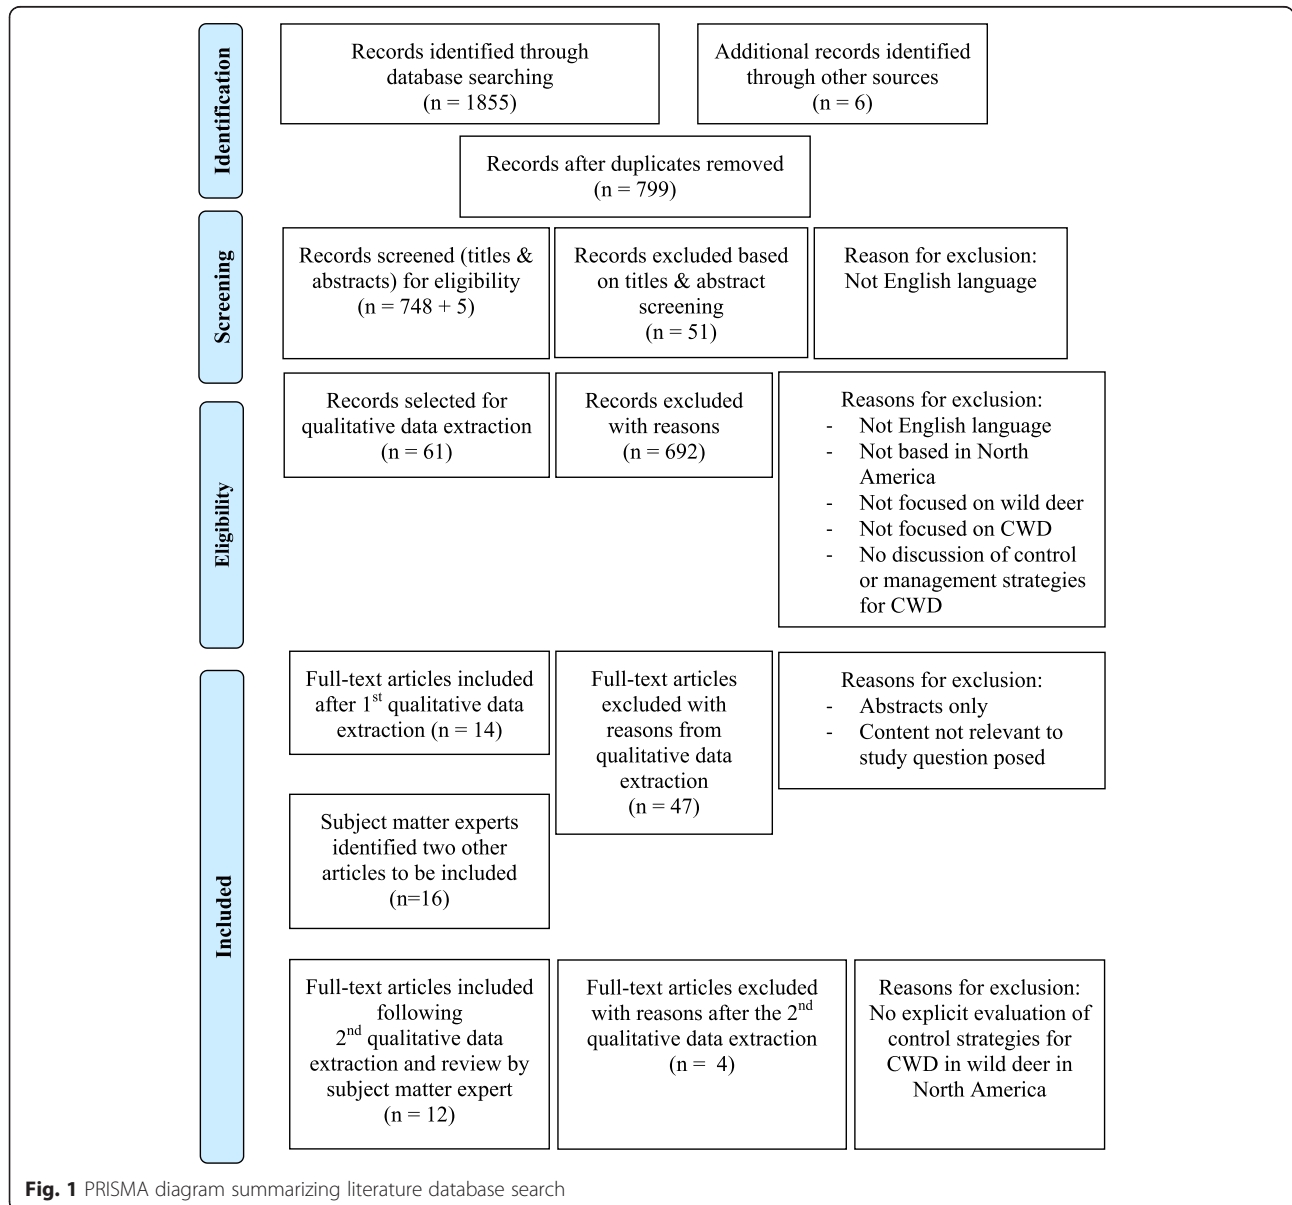 Identification
Records identified through
database searching
(n = 1855)
Additional records identified
through other sources
(n = 6)
Records after duplicates removed
(n = 799)
Screening
Records screened (titles &
abstracts) for eligibility
(n = 748 + 5)
Records excluded based
on titles & abstract
screening
(n = 51)
Reason for exclusion:
Not English language
Eligibility
Records selected for
qualitative data extraction
(n = 61)
Records excluded
with reasons
(n = 692)
Reasons for exclusion:
- Not English language
- Not based in North
America
- Not focused on wild deer
- Not focused on CWD
- No discussion of control
or management strategies
for CWD
Included
Full-text articles included
after 1st qualitative data
extraction (n = 14)
Full-text articles
excluded with
reasons from
qualitative data
extraction
(n = 47)
Reasons for exclusion:
- Abstracts only
- Content not relevant to
study question posed
Subject matter experts
identified two other
articles to be included
(n=16)
Full-text articles included
following
2nd qualitative data
extraction and review by
subject matter expert
(n = 12)
Full-text articles excluded
with reasons after the 2nd
qualitative data extraction
(n = 4)
Reasons for exclusion:
No explicit evaluation of
control strategies for
CWD in wild deer in
North America
Fig. 1 PRISMA diagram summarizing literature database search